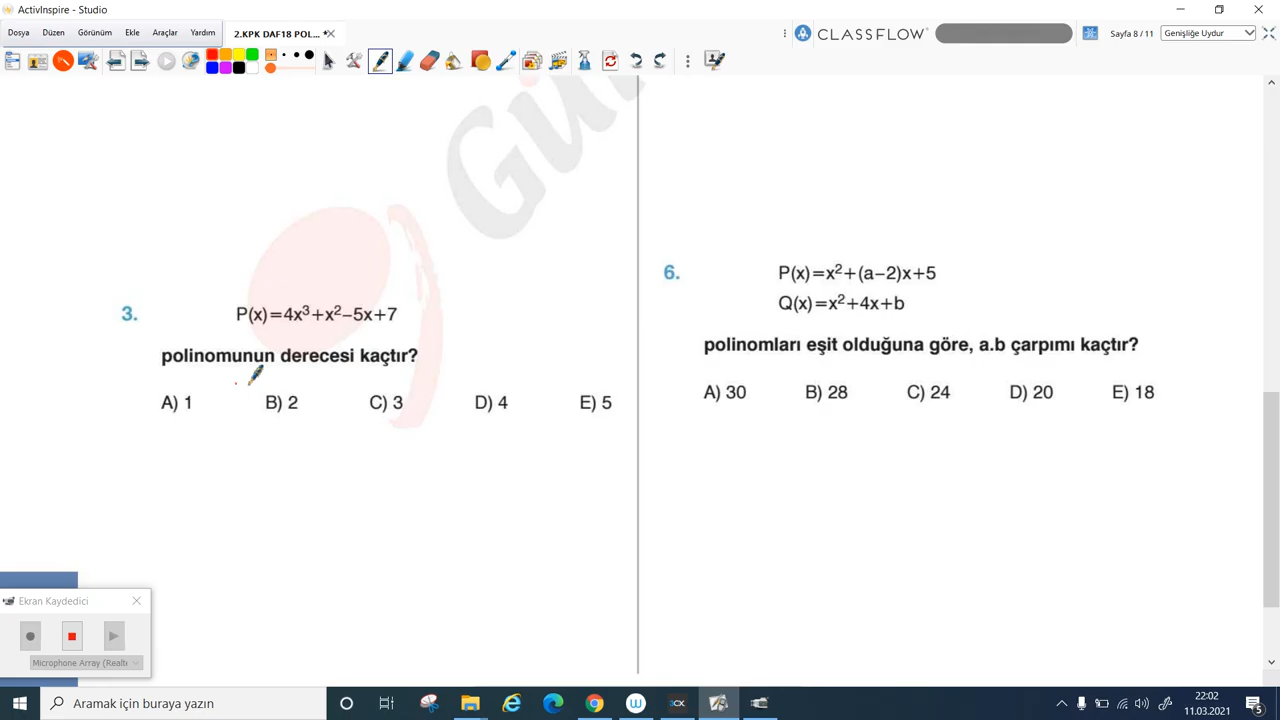 ActivInspire - Studio
Dosya Düzen Görünüm Ekle Araçlar Yardım
2.KPK DAF18 POL... *
CLASSFLOW
Sayfa 8 / 11
Genişliğe Uydur
Gür
3.
P(x)=4x³+x²−5x+7
polinomunun derecesi kaçtır?
A) 1 B) 2 C) 3 D) 4 E) 5
6.
P(x)=x²+(a−2)x+5
Q(x)=x²+4x+b
polinomları eşit olduğuna göre, a.b çarpımı kaçtır?
A) 30 B) 28 C) 24 D) 20 E) 18
Ekran Kaydedici
Microphone Array (Realte
Aramak için buraya yazın
22:02
11.03.2021
5